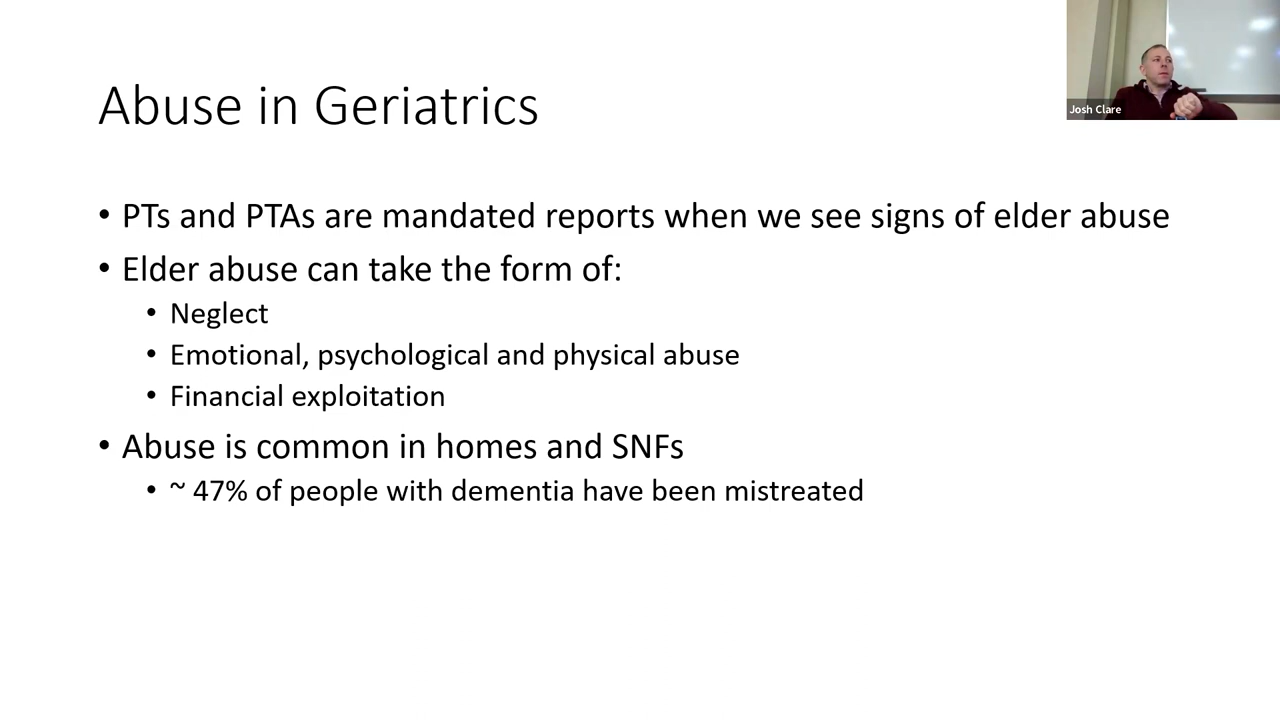 Abuse in Geriatrics
Josh Clare
• PTs and PTAs are mandated reports when we see signs of elder abuse
• Elder abuse can take the form of:
• Neglect
• Emotional, psychological and physical abuse
• Financial exploitation
• Abuse is common in homes and SNFs
• ~ 47% of people with dementia have been mistreated